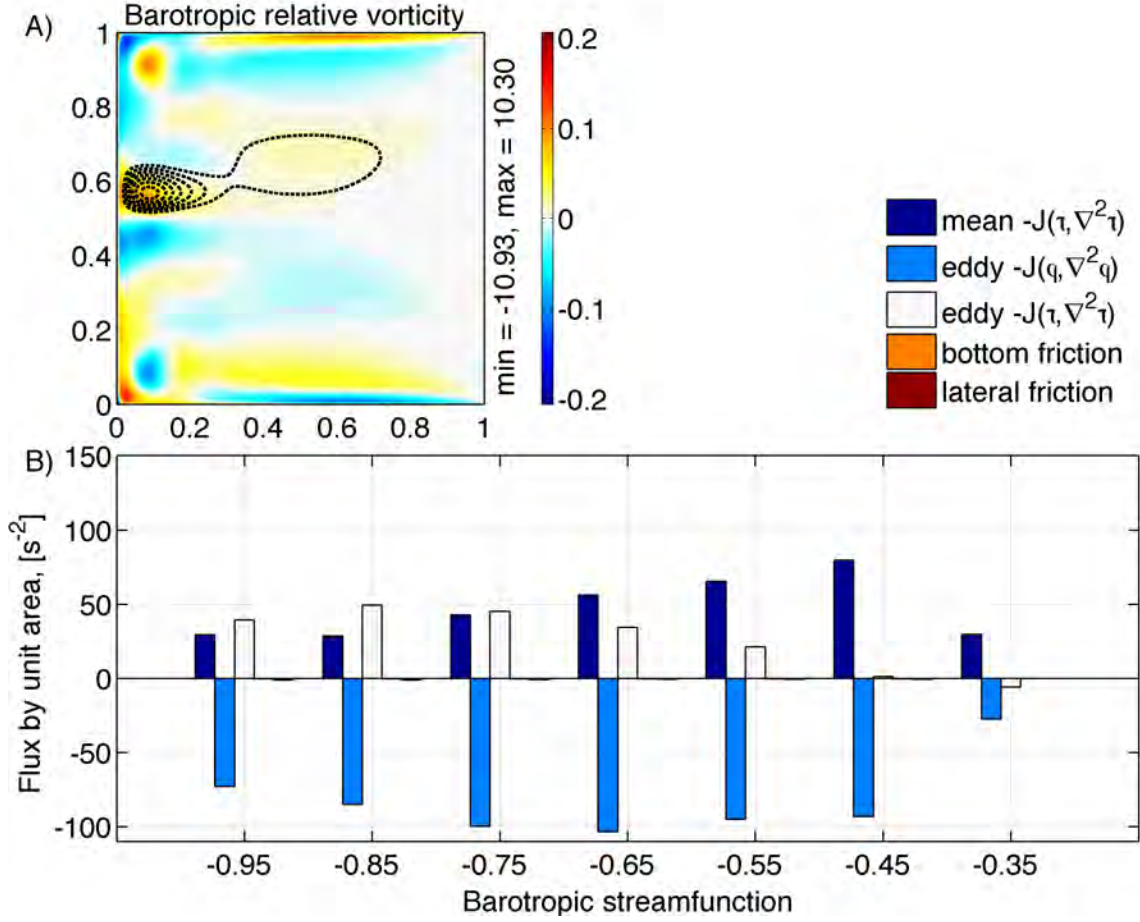 A)
Barotropic relative vorticity
1
0.8
0.6
0.4
0.2
0
0 0.2 0.4 0.6 0.8 1
min = -10.93, max = 10.30
0.2
0.1
0
-0.1
-0.2
mean -J(τ,∇²τ)
eddy -J(q,∇²q)
eddy -J(τ,∇²τ)
bottom friction
lateral friction
B)
150
100
50
0
-50
-100
Flux by unit area, [s⁻²]
-0.95 -0.85 -0.75 -0.65 -0.55 -0.45 -0.35
Barotropic streamfunction